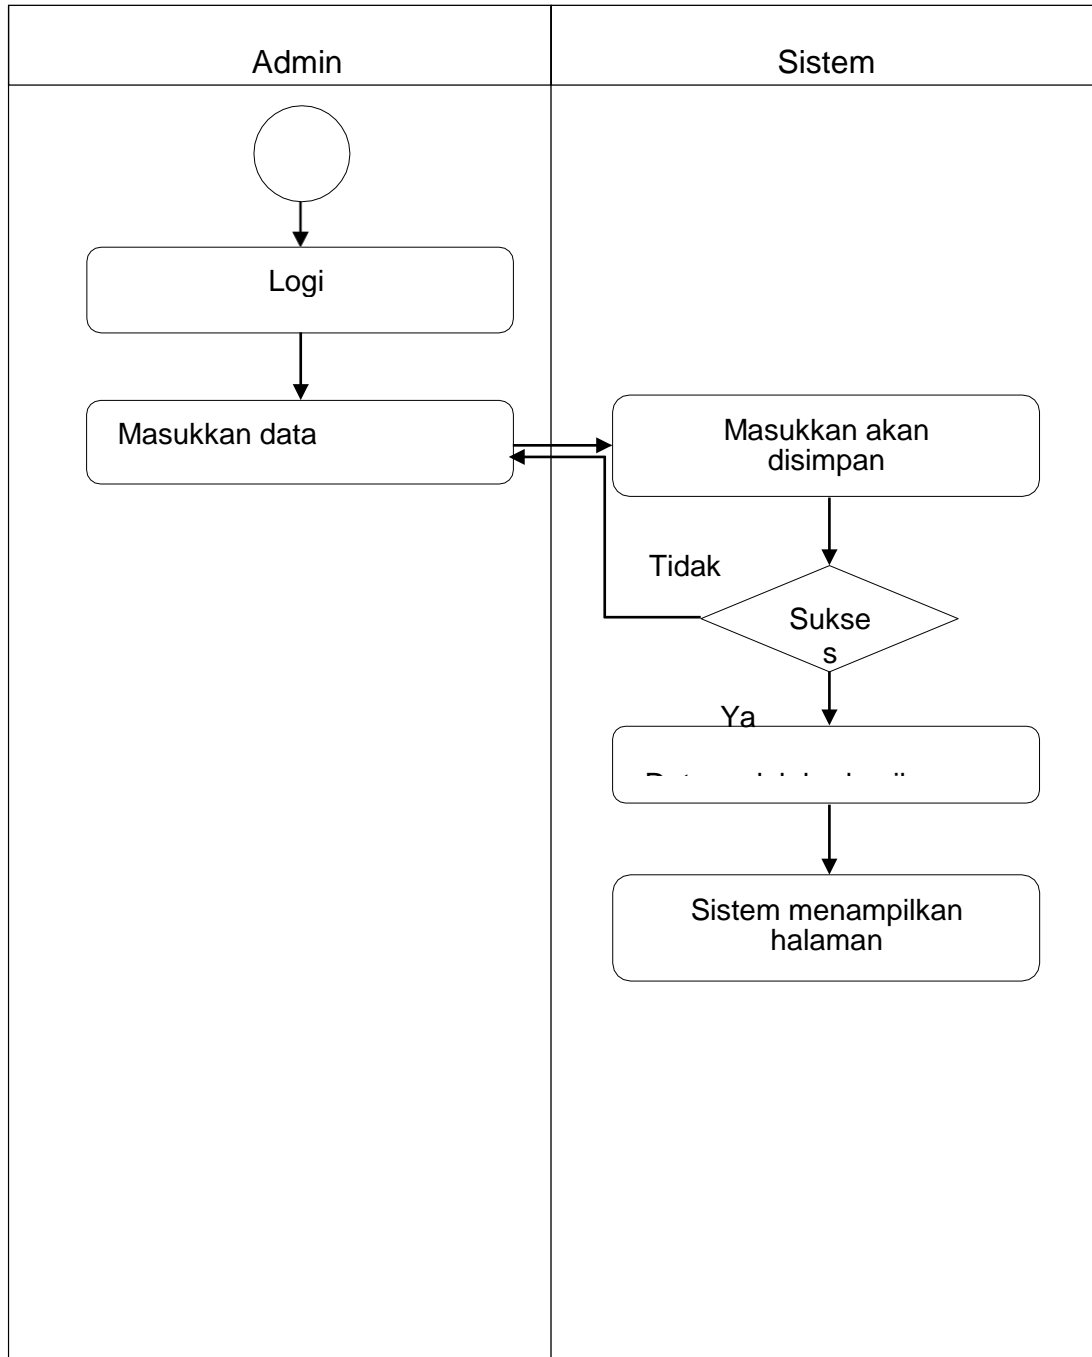 Admin
Sistem
Logi
Masukkan data
Masukkan akan
disimpan
Tidak
Sukse
s
Ya
Sistem menampilkan
halaman